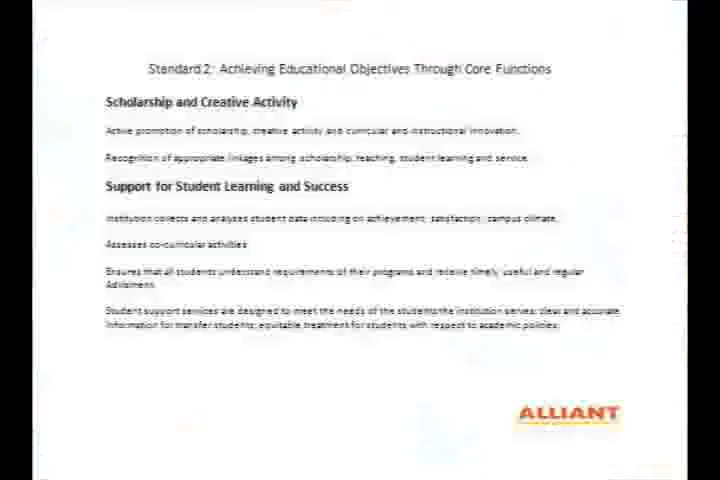 Standard 2: Achieving Educational Objectives Through Core Functions
Scholarship and Creative Activity
Active promotion of scholarship, creative activity and curricular and instructional innovation.
Recognition of appropriate linkages among scholarship, teaching, student learning and service
Support for Student Learning and Success
Institution collects and analyzes student data including on achievement, satisfaction, campus climate.
Assesses co-curricular activities
Ensures that all students understand requirements of their programs and receive timely, useful and regular
Advisement
Student support services are designed to meet the needs of the students the institution serves; clear and accurate
Information for transfer students; equitable treatment for students with respect to academic policies.
ALLIANT